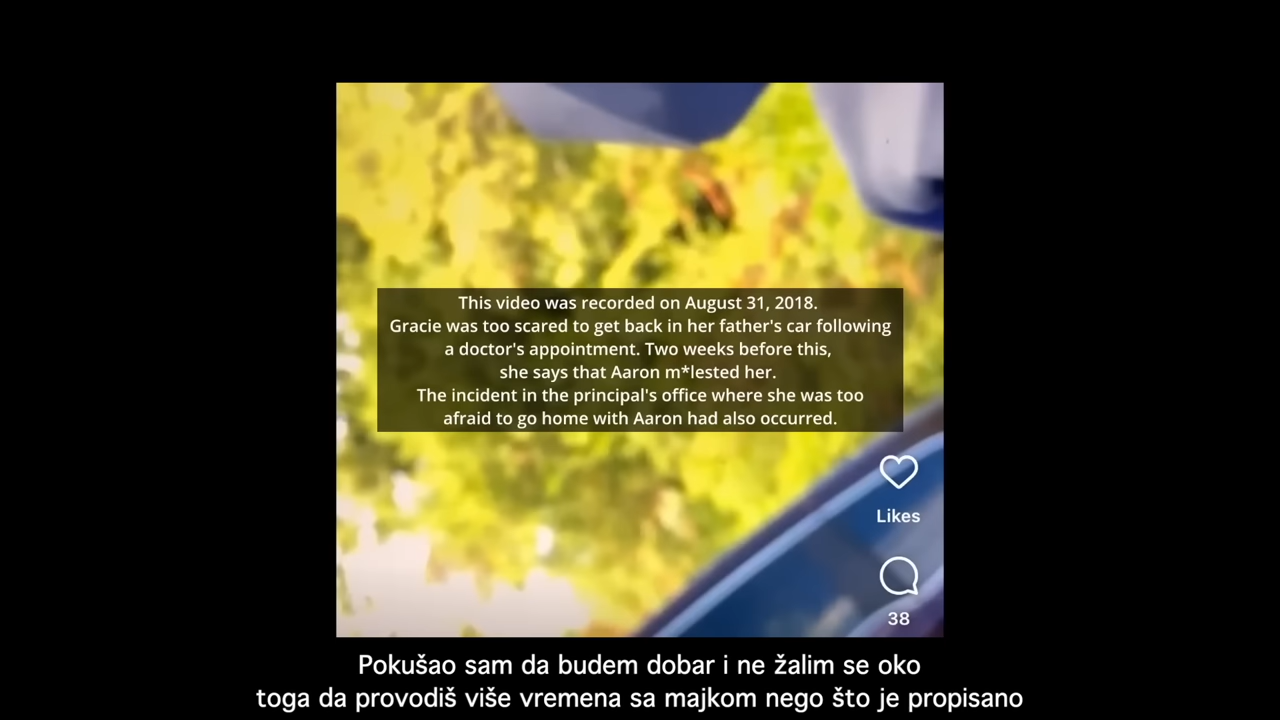 This video was recorded on August 31, 2018.
Gracie was too scared to get back in her father's car following
a doctor's appointment. Two weeks before this,
she says that Aaron m*lested her.
The incident in the principal's office where she was too
afraid to go home with Aaron had also occurred.
Likes
38
Pokušao sam da budem dobar i ne žalim se oko
toga da provodiš više vremena sa majkom nego što je propisano